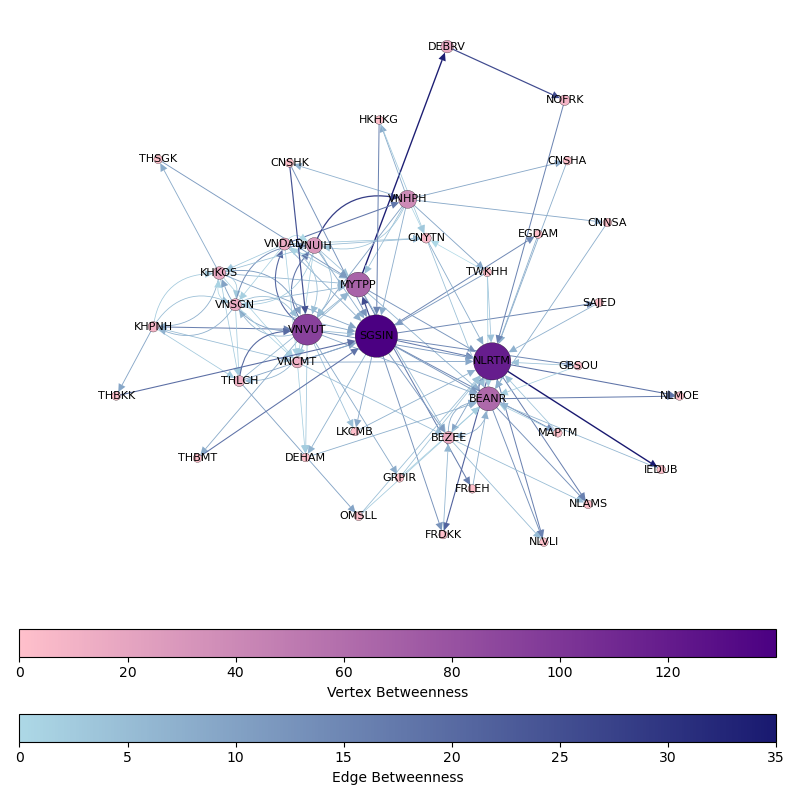 DEBRV
NOFRK
HKHKG
THSGK
CNSHK
CNSHA
VNHPH
CNNSA
EGDAM
CNYTN
VNDAD
VNUIH
TWKHH
KHKOS
MYTPP
VNSGN
SAJED
KHPNH
VNVUT
SGSIN
VNCMT
NLRTM
GBSOU
THLCH
THBKK
BEANR
NLMOE
LKCMB
BEZEE
MAPTM
THBMT
DEHAM
IEDUB
GRPIR
FRLEH
NLAMS
OMSLL
FRDKK
NLVLI
0 20 40 60 80 100 120
Vertex Betweenness
0 5 10 15 20 25 30 35
Edge Betweenness